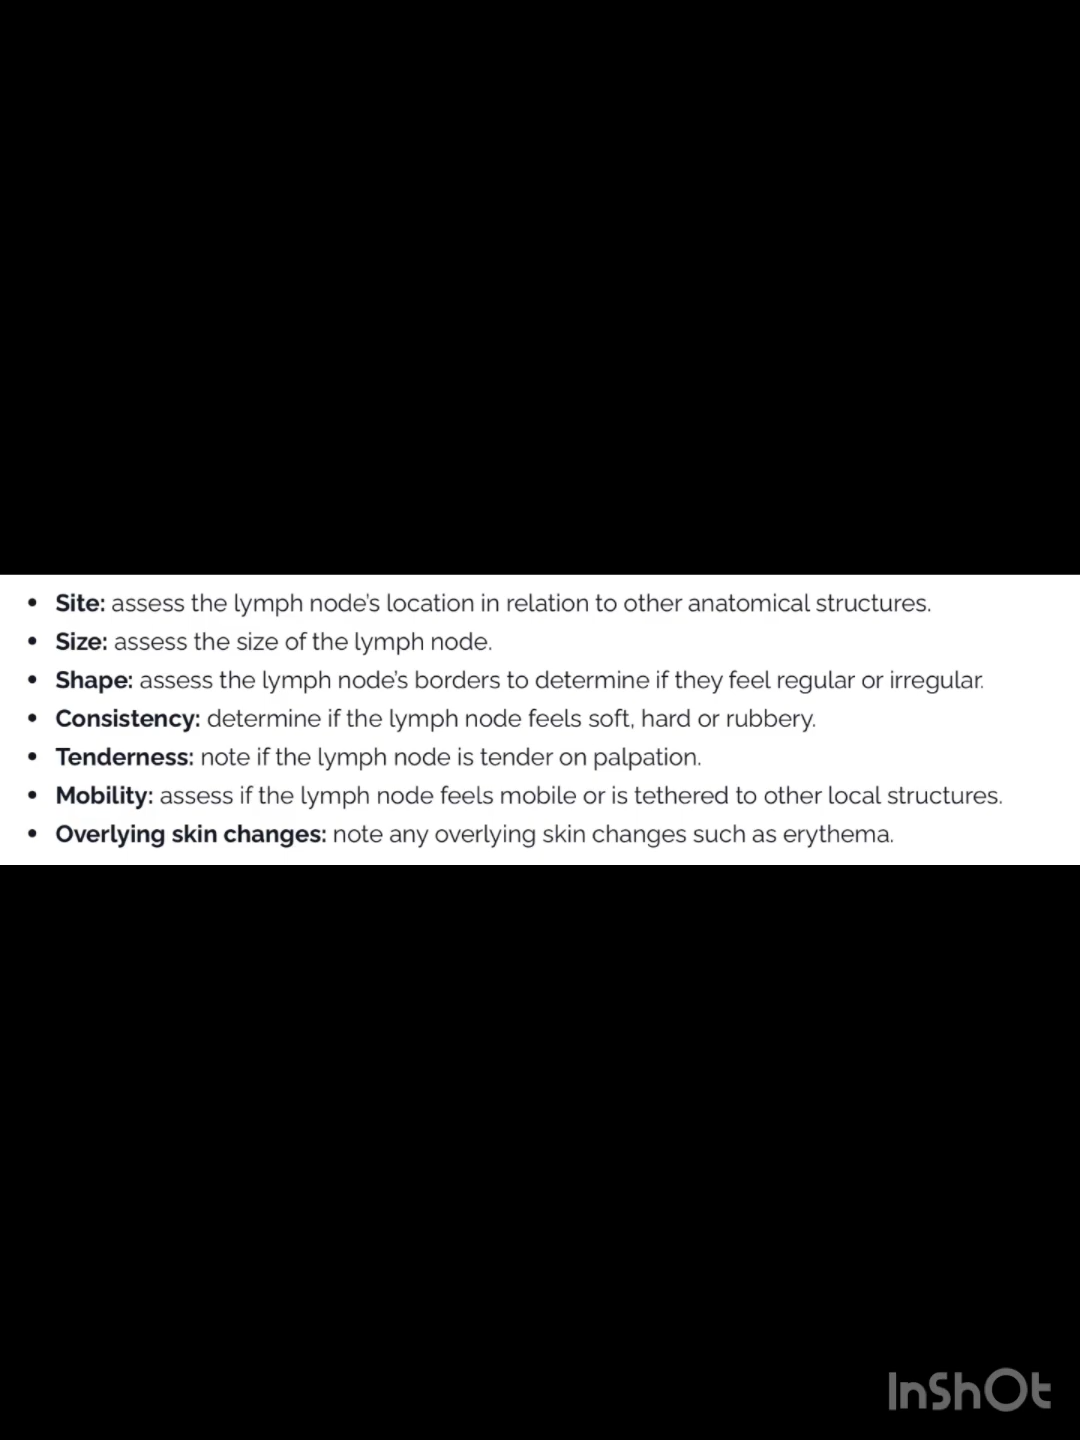 • Site: assess the lymph node's location in relation to other anatomical structures.
• Size: assess the size of the lymph node.
• Shape: assess the lymph node's borders to determine if they feel regular or irregular.
• Consistency: determine if the lymph node feels soft, hard or rubbery.
• Tenderness: note if the lymph node is tender on palpation.
• Mobility: assess if the lymph node feels mobile or is tethered to other local structures.
• Overlying skin changes: note any overlying skin changes such as erythema.
InShOt